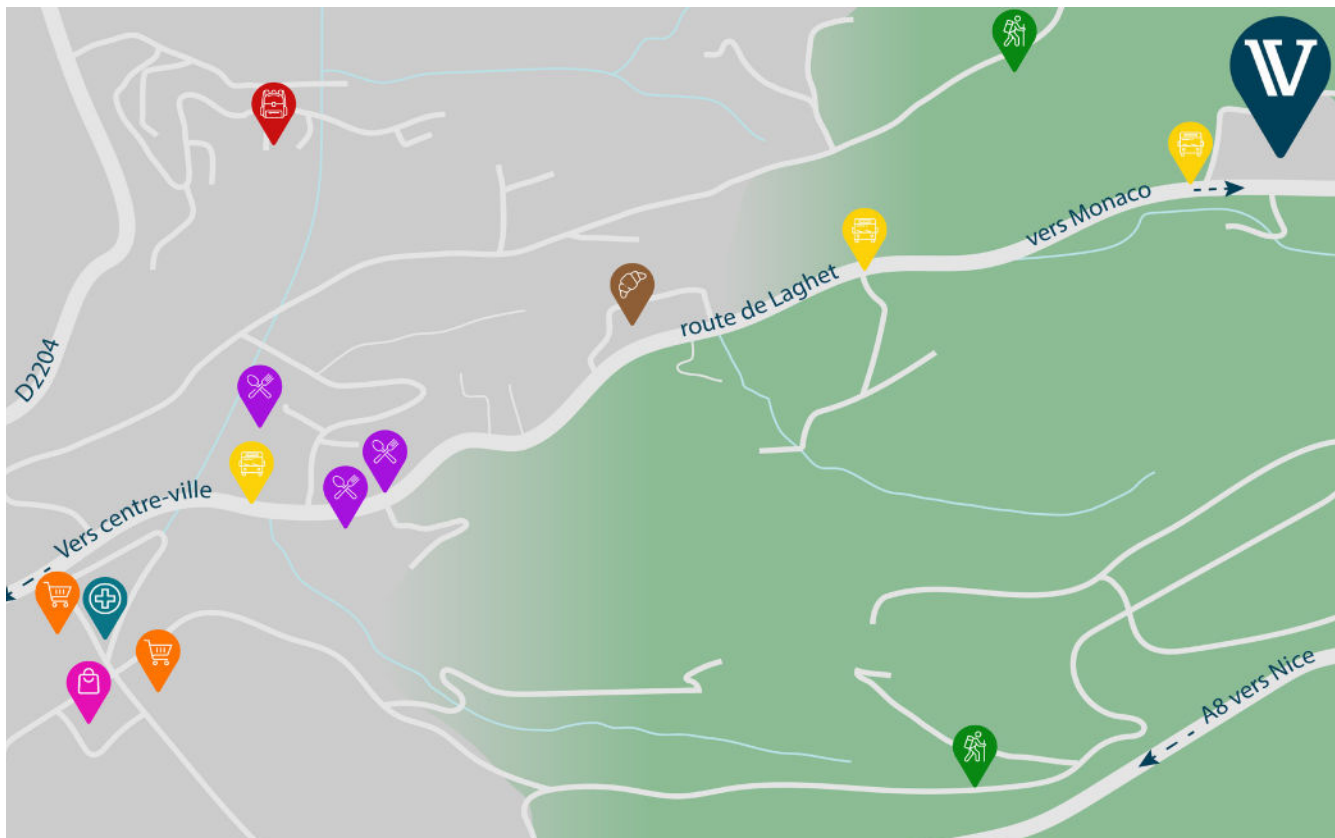 vers Monaco
route de Laghet
D2204
Vers centre-ville
A8 vers Nice